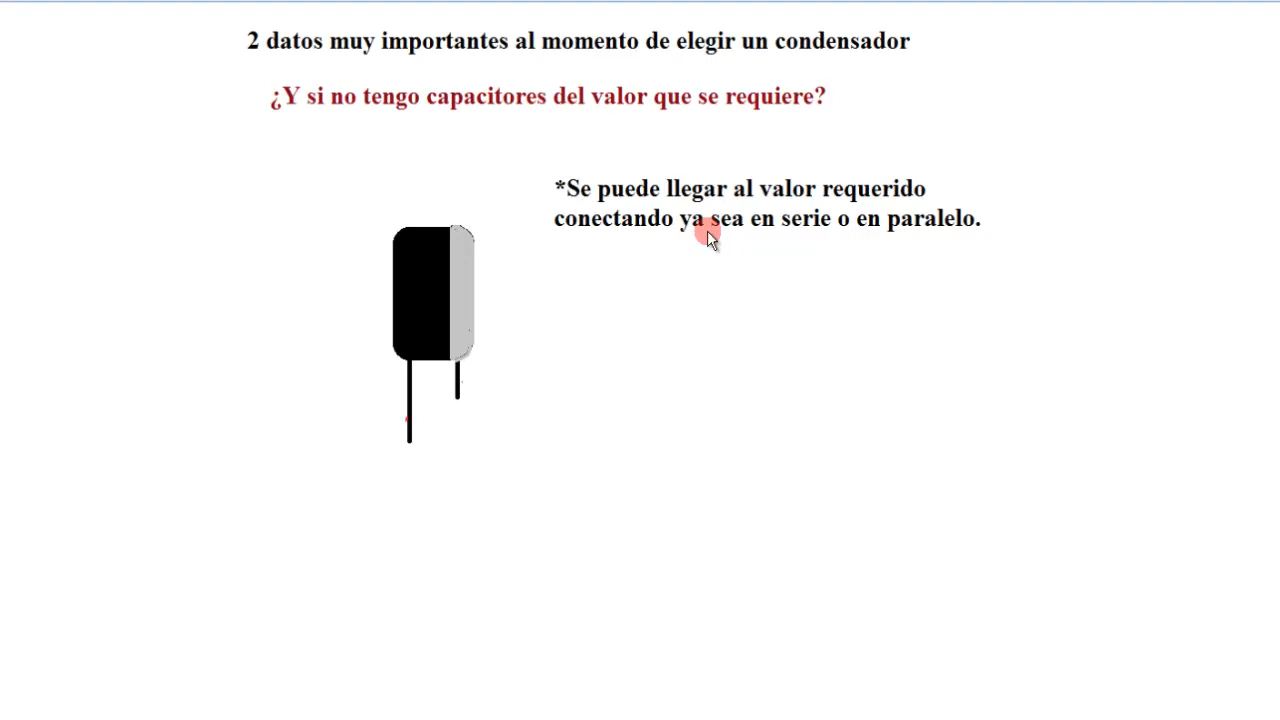 2 datos muy importantes al momento de elegir un condensador
¿Y si no tengo capacitores del valor que se requiere?
*Se puede llegar al valor requerido
conectando ya sea en serie o en paralelo.